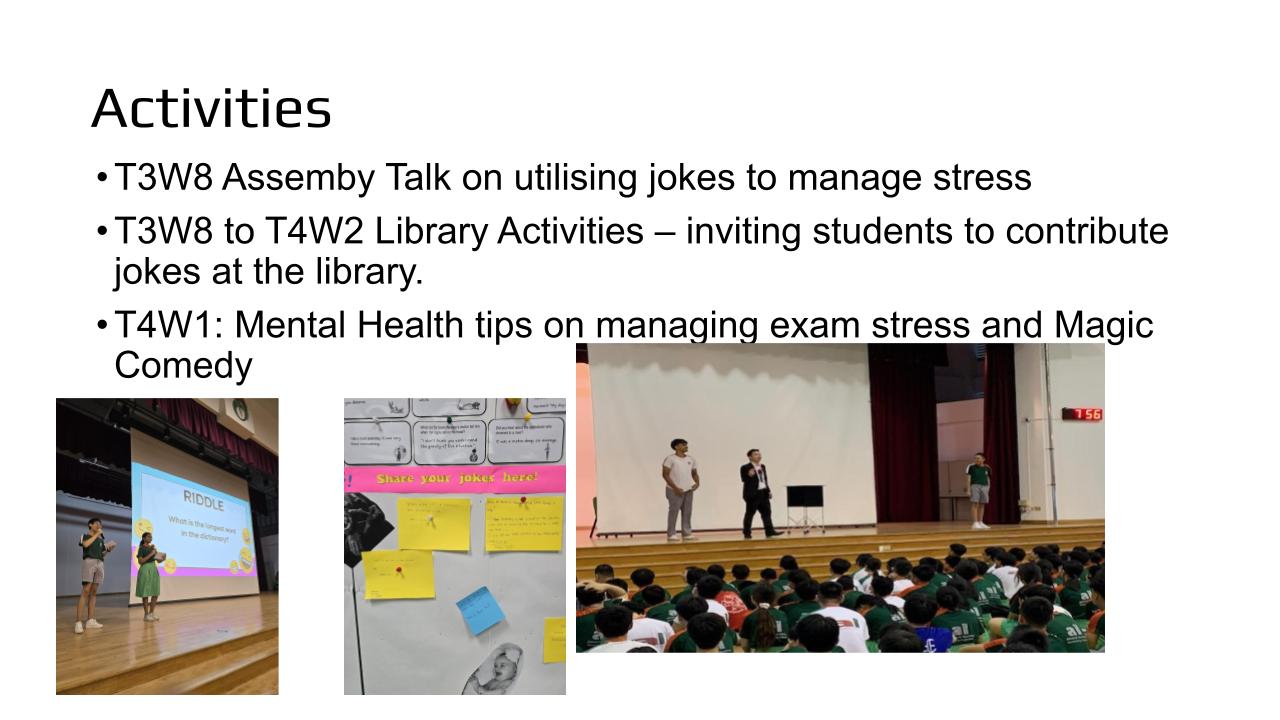 Activities
•T3W8 Assemby Talk on utilising jokes to manage stress
•T3W8 to T4W2 Library Activities – inviting students to contribute
jokes at the library.
•T4W1: Mental Health tips on managing exam stress and Magic
Comedy
RIDDLE
What is the longest word
in the dictionary?
Share your jokes here!
7 56